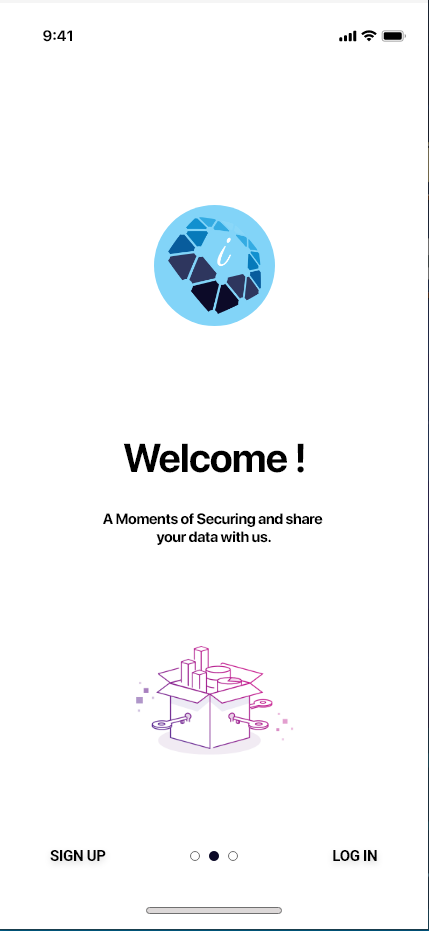 9:41
i
Welcome !
A Moments of Securing and share
your data with us.
SIGN UP
LOG IN